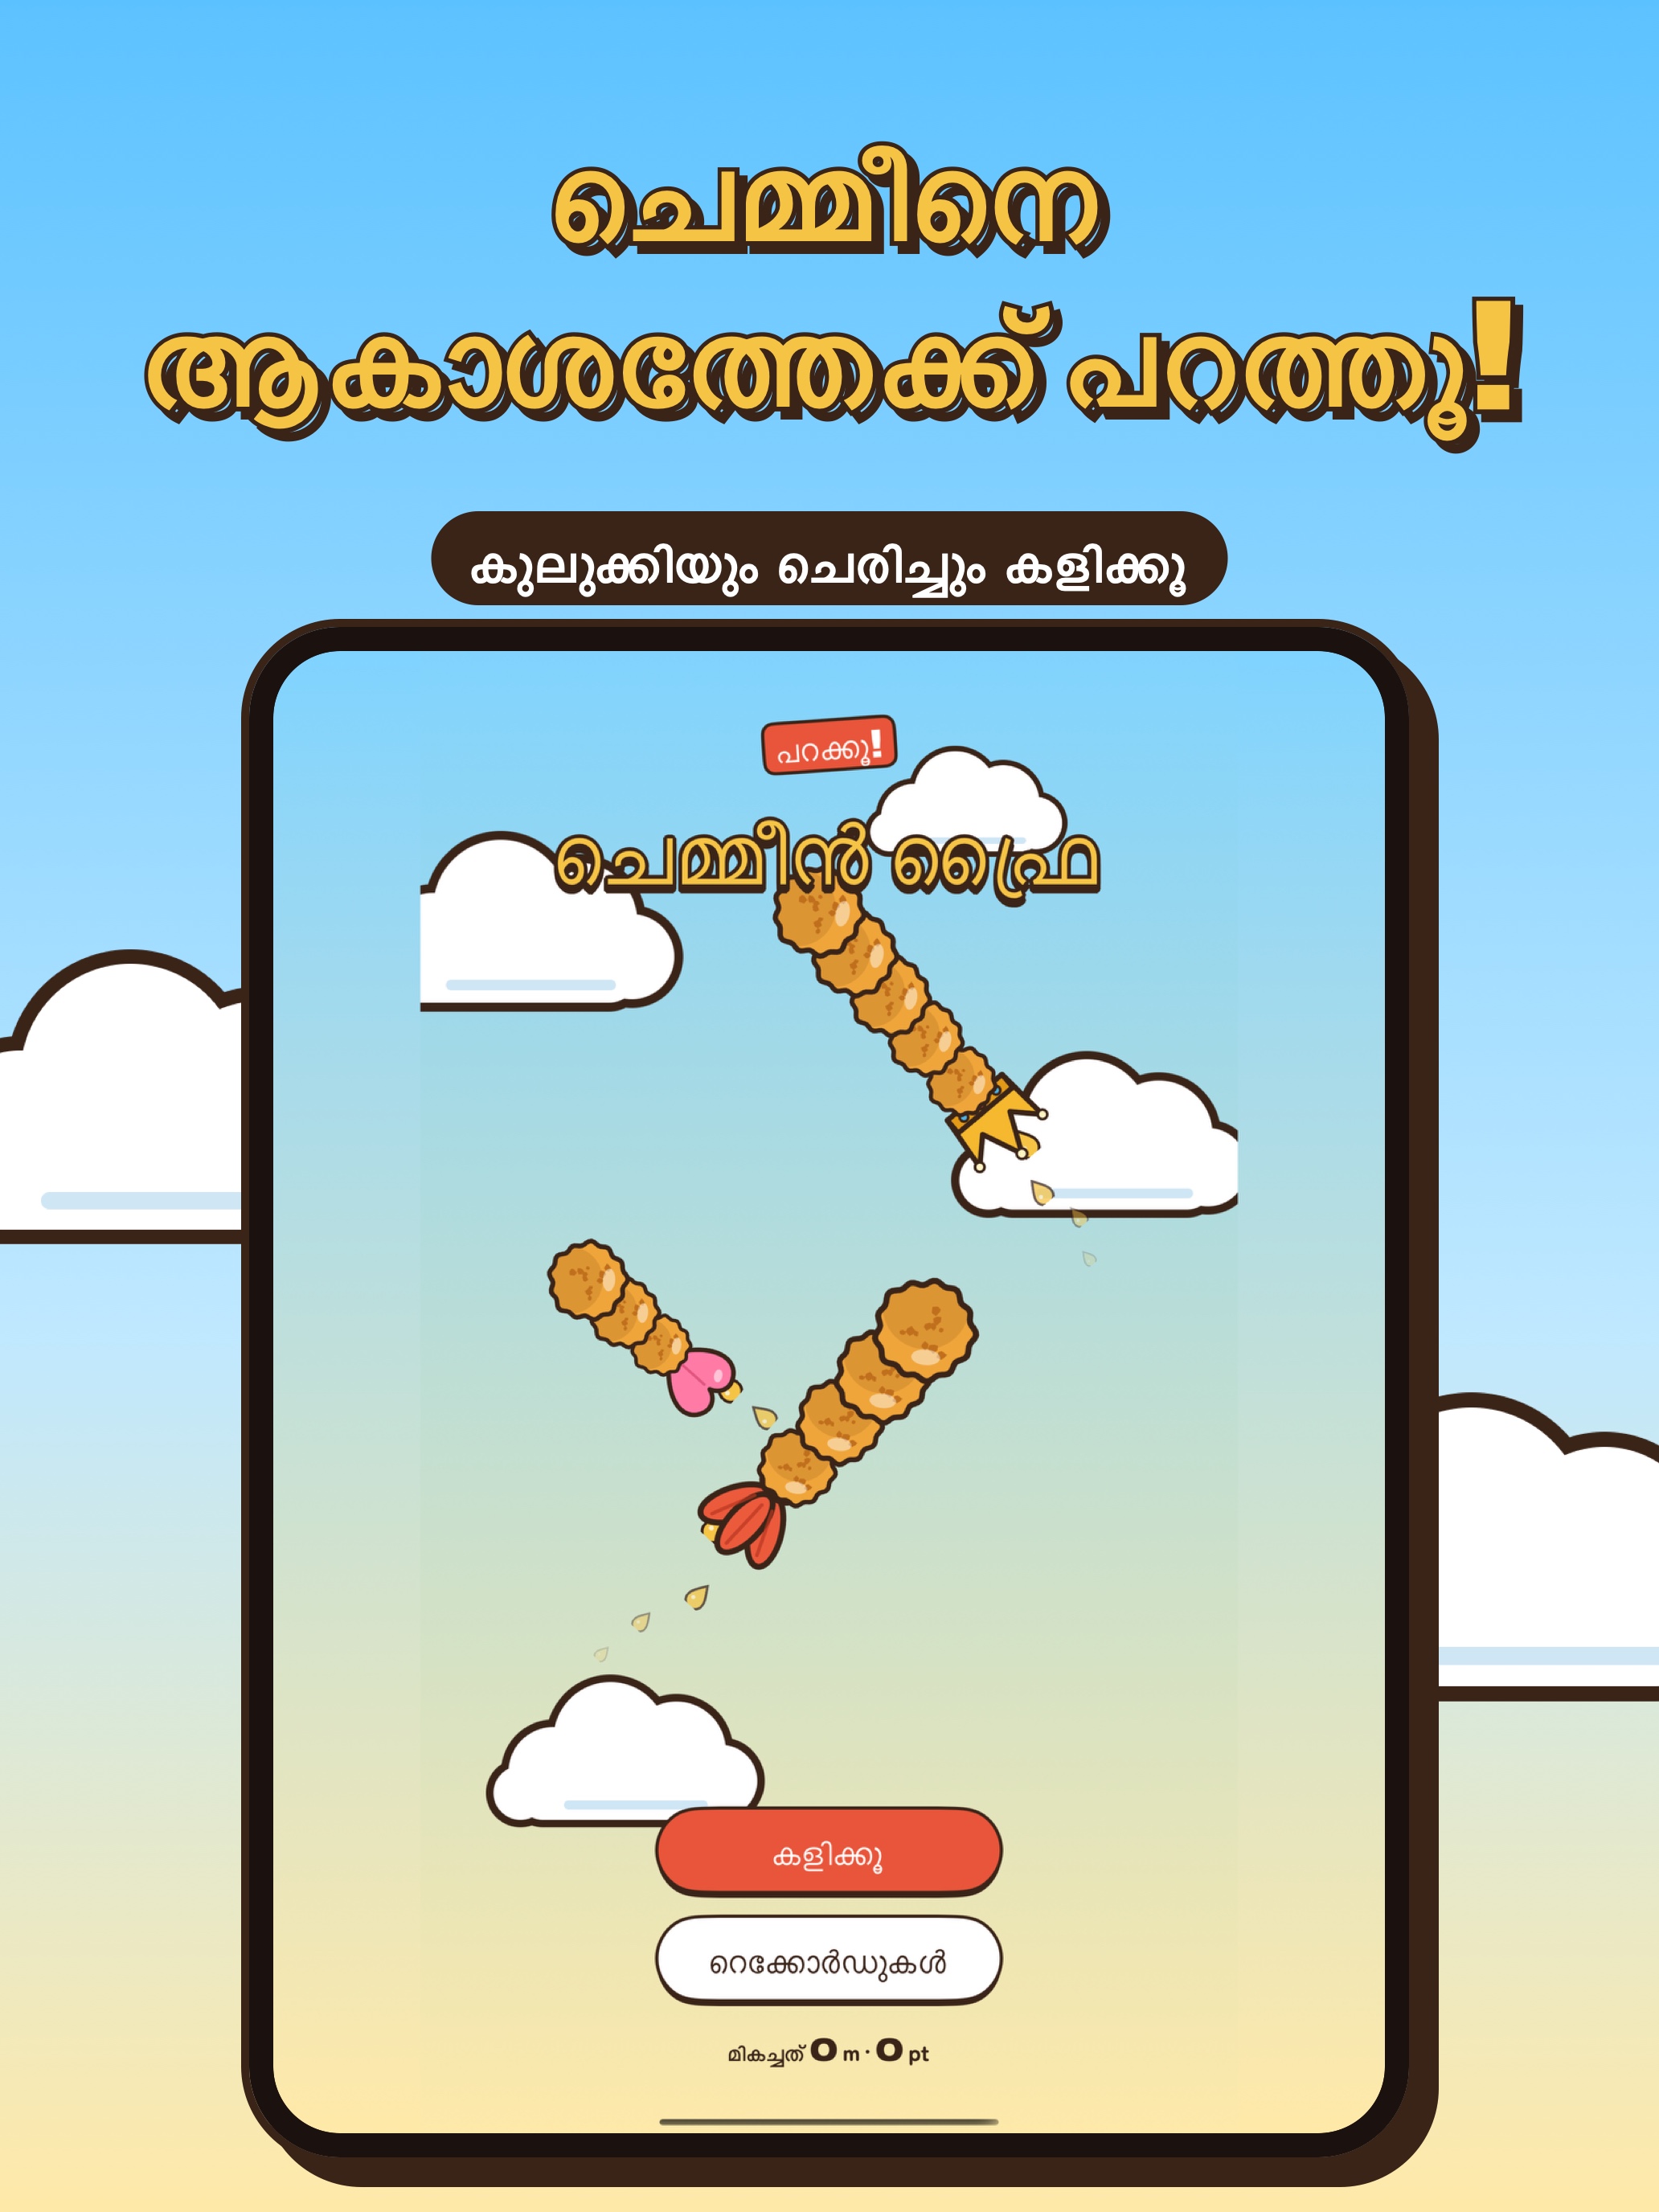 ചെമ്മീനെ
ആകാശത്തേക്ക് പറത്തൂ!
കുലുക്കിയും ചെരിച്ചും കളിക്കൂ
പറക്കൂ!
ചെമ്മീൻ ഫ്രൈ
കളിക്കൂ
റെക്കോർഡുകൾ
മികച്ചത് 0 m · 0 pt